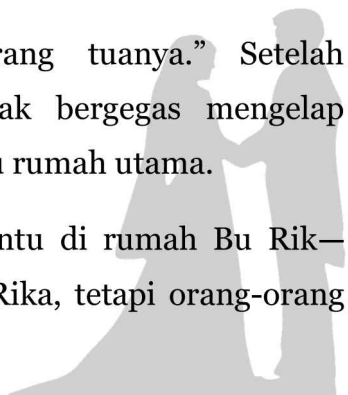 rang tuanya.” Setelah
ak bergegas mengelap
u rumah utama.
ntu di rumah Bu Rik—
Rika, tetapi orang-orang